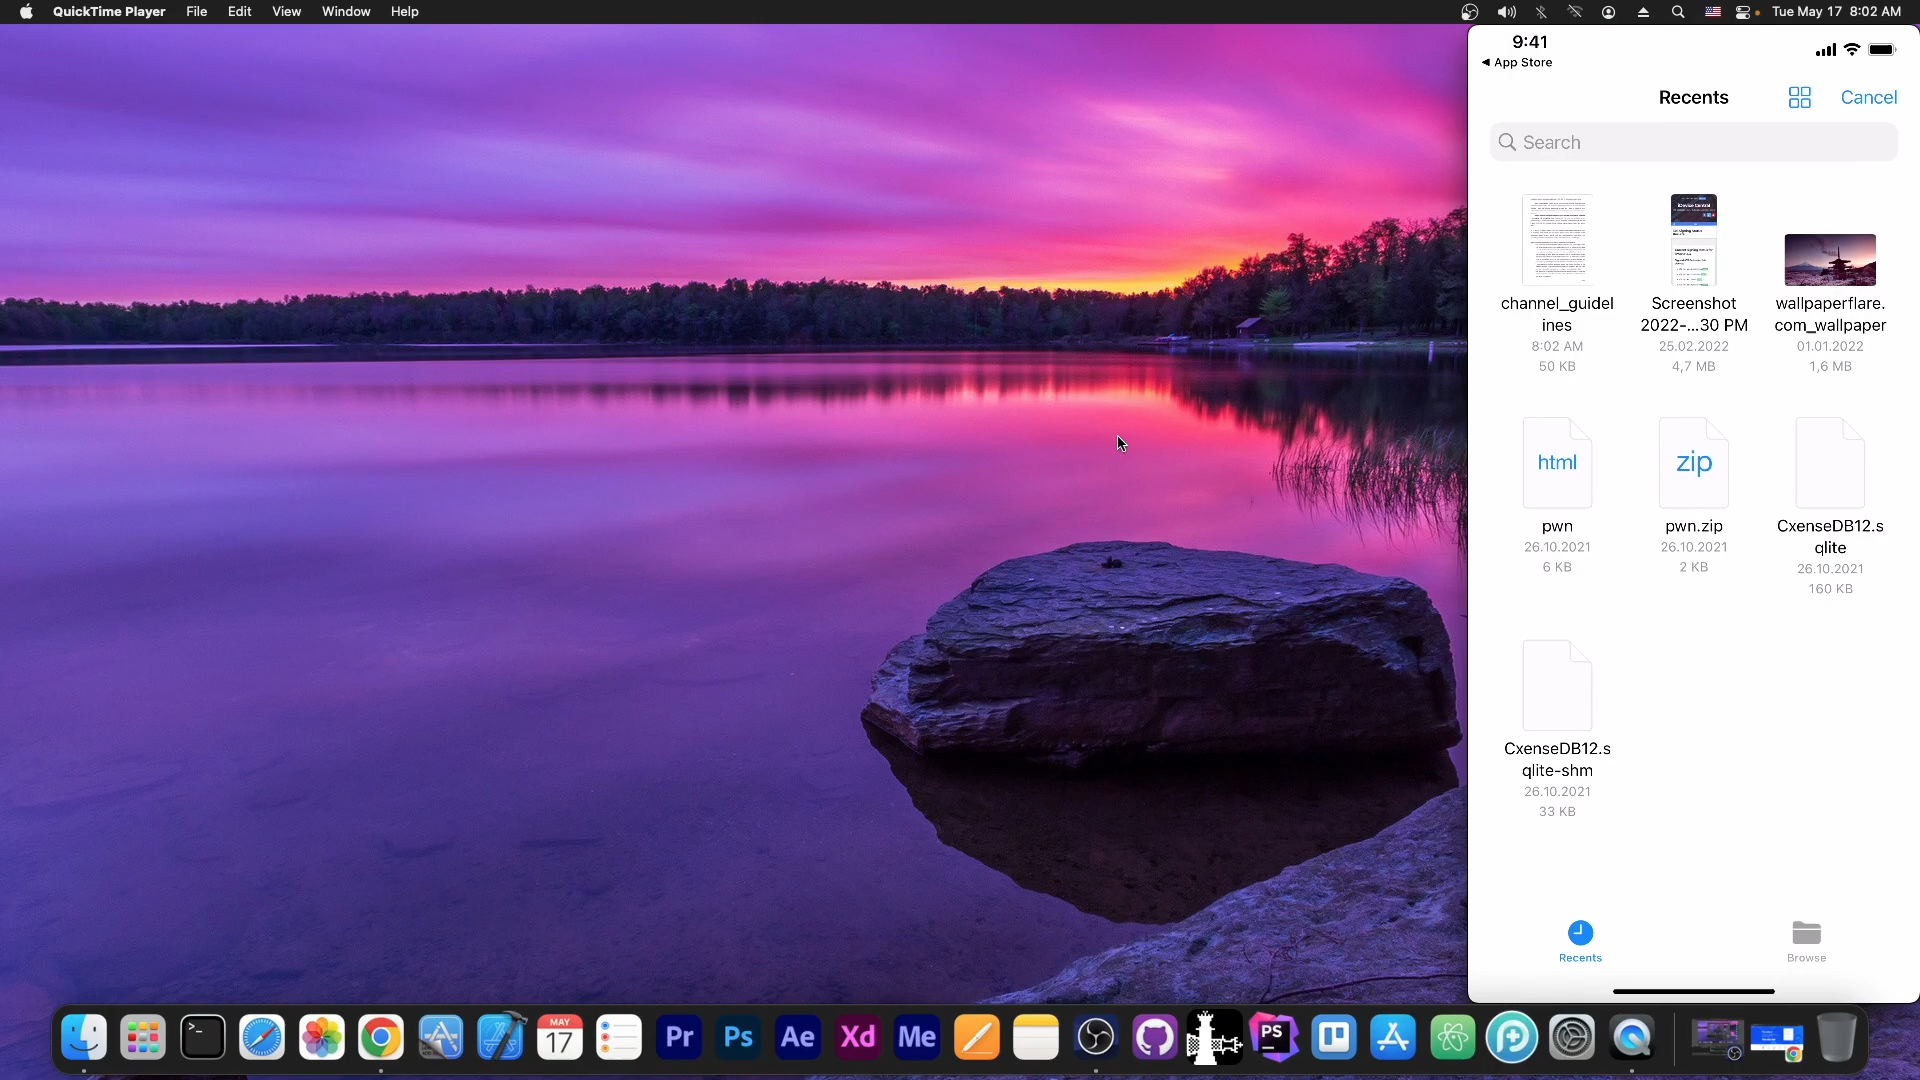 QuickTime Player File Edit View Window Help
Tue May 17 8:02 AM
9:41
App Store
Recents
Cancel
Search
channel_guidel
ines
8:02 AM
50 KB
iDevice Central
Screenshot
2022-...30 PM
25.02.2022
4,7 MB
wallpaperflare.
com_wallpaper
01.01.2022
1,6 MB
html
pwn
26.10.2021
6 KB
zip
pwn.zip
26.10.2021
2 KB
CxenseDB12.s
qlite
26.10.2021
160 KB
CxenseDB12.s
qlite-shm
26.10.2021
33 KB
Recents
Browse
MAY
17
Pr
Ps
Ae
Xd
Me
PS